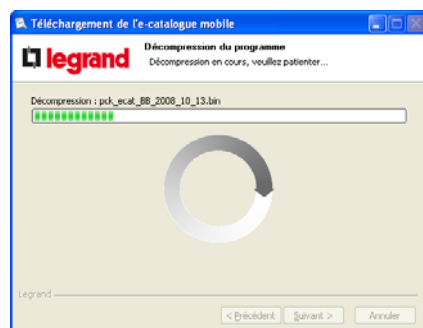 Téléchargement de l'e-catalogue mobile
legrand
Décompression du programme
Décompression en cours, veuillez patienter...
Décompression : pck_ecat_BB_2008_10_13.bin
Legrand
< Précédent
Suivant >
Annuler